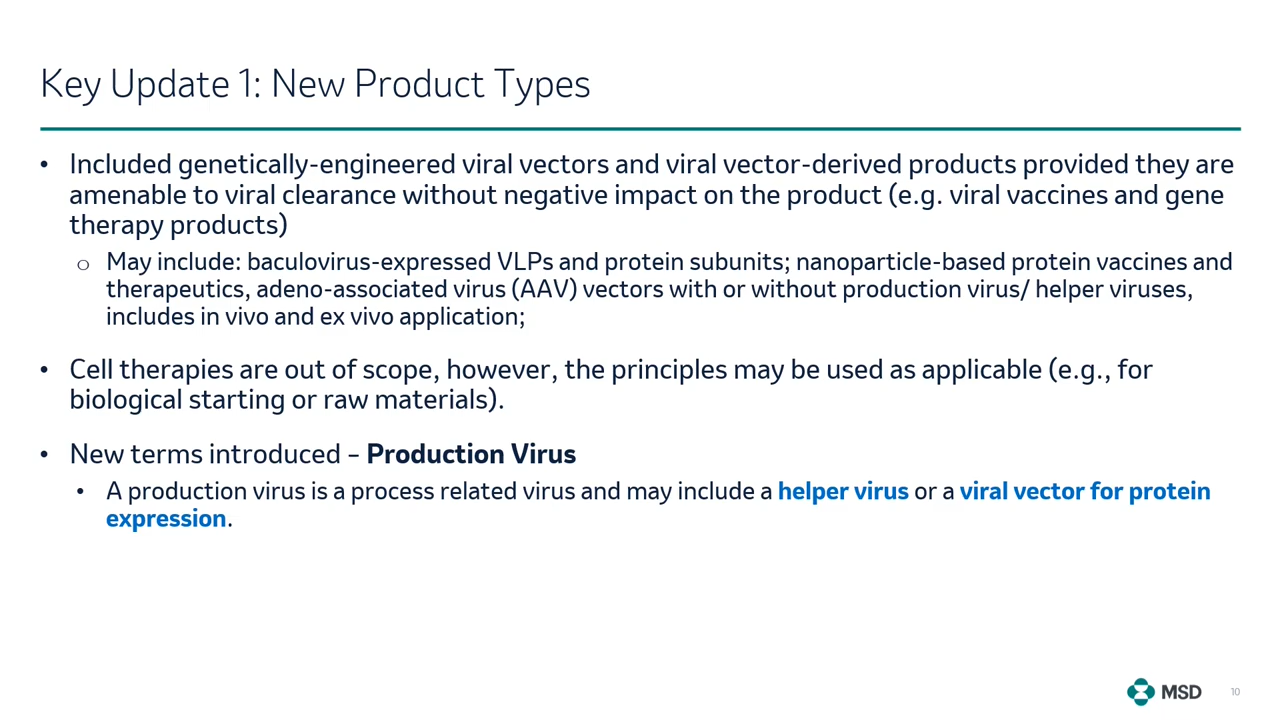 Key Update 1: New Product Types
• Included genetically-engineered viral vectors and viral vector-derived products provided they are
amenable to viral clearance without negative impact on the product (e.g. viral vaccines and gene
therapy products)
o May include: baculovirus-expressed VLPs and protein subunits; nanoparticle-based protein vaccines and
therapeutics, adeno-associated virus (AAV) vectors with or without production virus/ helper viruses,
includes in vivo and ex vivo application;
• Cell therapies are out of scope, however, the principles may be used as applicable (e.g., for
biological starting or raw materials).
• New terms introduced – Production Virus
• A production virus is a process related virus and may include a helper virus or a viral vector for protein
expression.
MSD
10